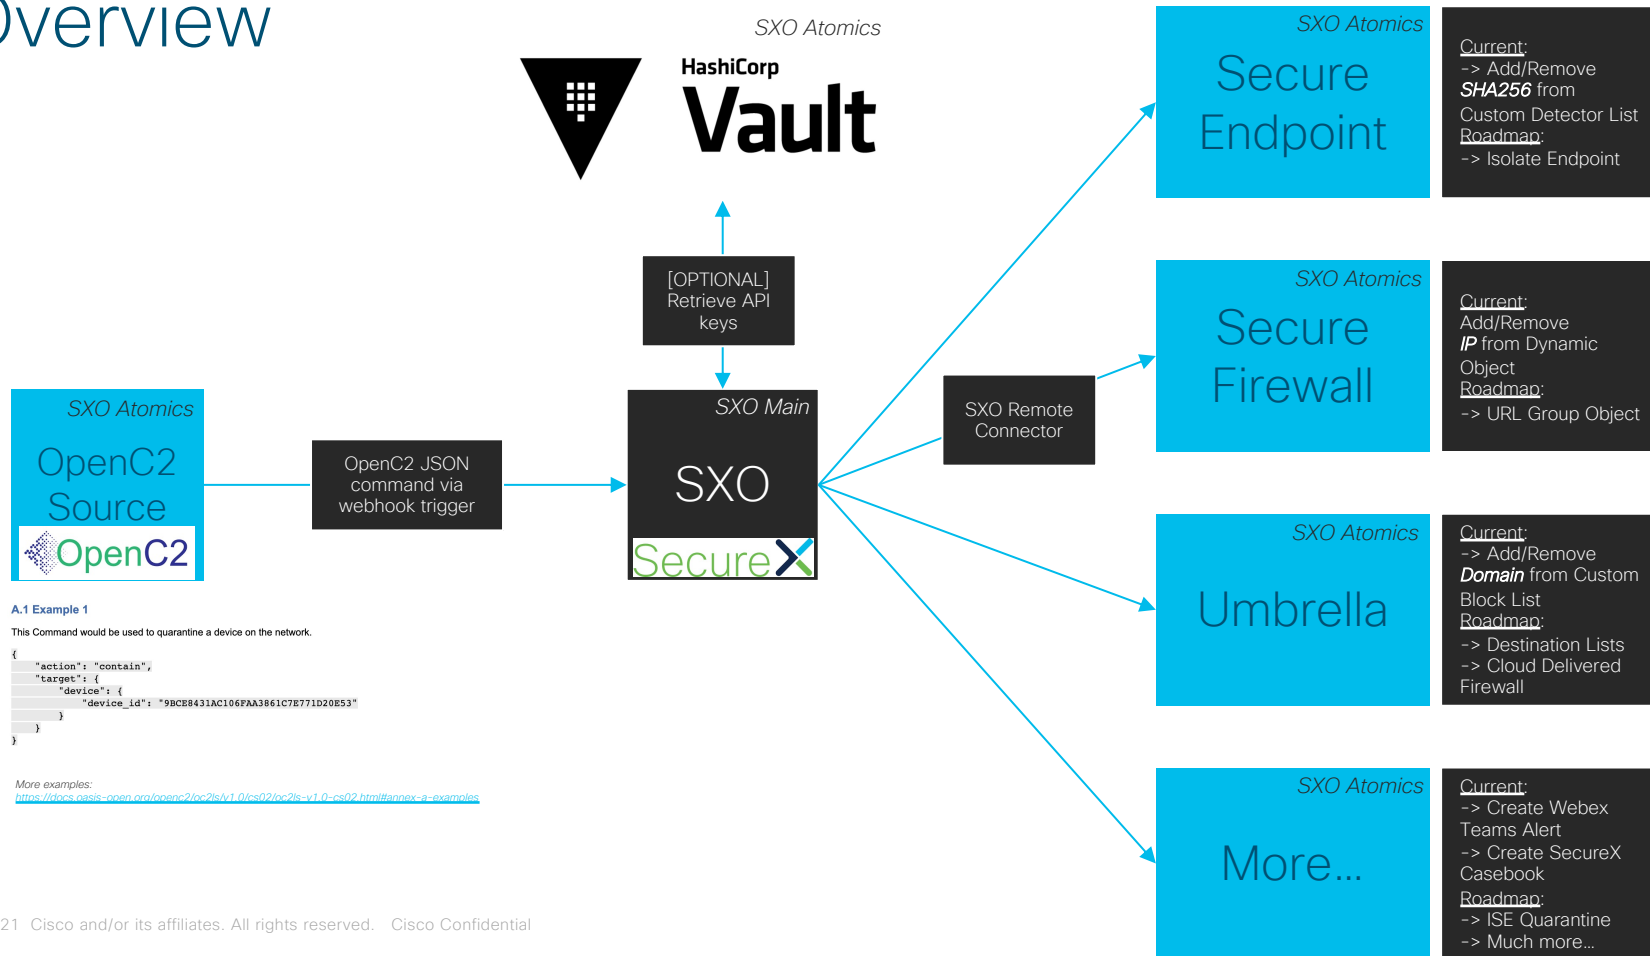 Overview
SXO Atomics
HashiCorp
Vault
[OPTIONAL]
Retrieve API
keys
SXO Atomics
OpenC2
Source
OpenC2
OpenC2 JSON
command via
webhook trigger
SXO Main
SXO
SecureX
SXO Remote
Connector
SXO Atomics
Secure
Endpoint
Current:
-> Add/Remove
SHA256 from
Custom Detector List
Roadmap:
-> Isolate Endpoint
SXO Atomics
Secure
Firewall
Current:
Add/Remove
IP from Dynamic
Object
Roadmap:
-> URL Group Object
SXO Atomics
Umbrella
Current:
-> Add/Remove
Domain from Custom
Block List
Roadmap:
-> Destination Lists
-> Cloud Delivered
Firewall
SXO Atomics
More...
Current:
-> Create Webex
Teams Alert
-> Create SecureX
Casebook
Roadmap:
-> ISE Quarantine
-> Much more...
A.1 Example 1
This Command would be used to quarantine a device on the network.
{
"action": "contain",
"target": {
"device": {
"device_id": "9BCE8431AC106FAA3861C7E771D20E53"
}
}
}
More examples:
https://docs.oasis-open.org/openc2/oc2ls/v1.0/cs02/oc2ls-v1.0-cs02.html#annex-a-examples
21 Cisco and/or its affiliates. All rights reserved. Cisco Confidential